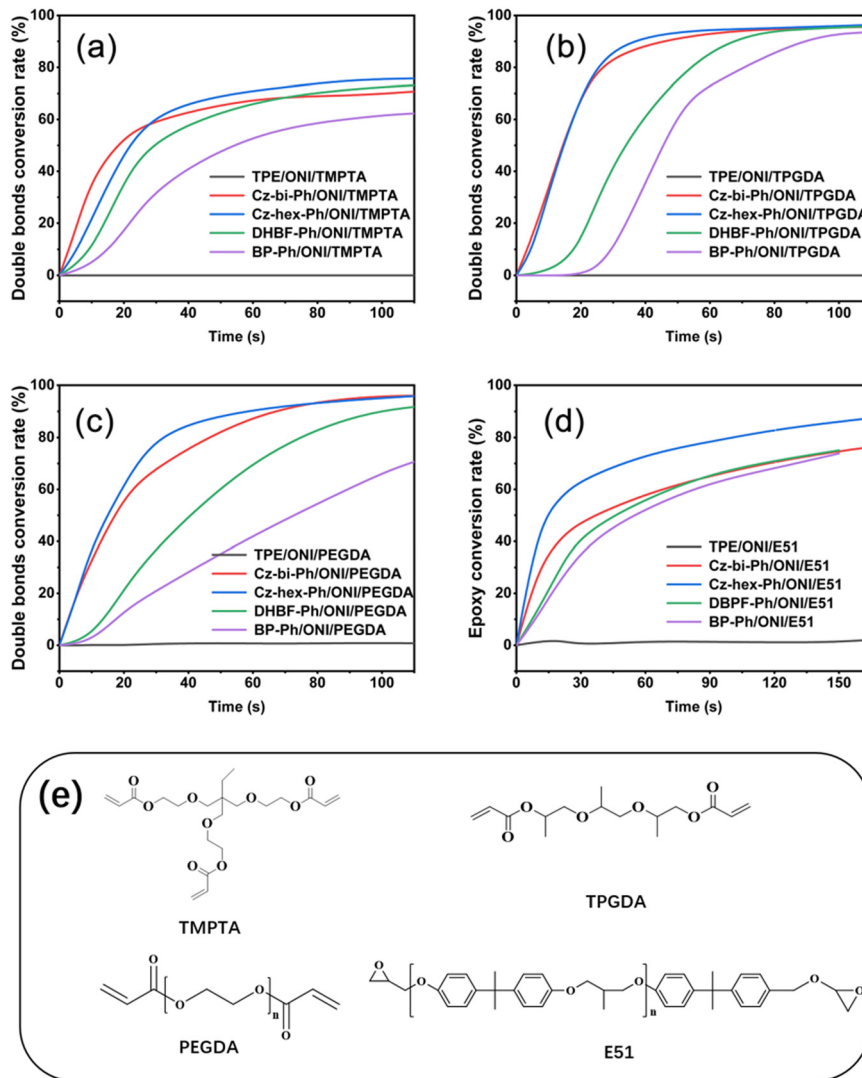 (a)
Double bonds conversion rate (%)
100
80
60
40
20
0
TPE/ONI/TMPTA
Cz-bi-Ph/ONI/TMPTA
Cz-hex-Ph/ONI/TMPTA
DHBF-Ph/ONI/TMPTA
BP-Ph/ONI/TMPTA
0 20 40 60 80 100
Time (s)
(b)
Double bonds conversion rate (%)
100
80
60
40
20
0
TPE/ONI/TPGDA
Cz-bi-Ph/ONI/TPGDA
Cz-hex-Ph/ONI/TPGDA
DHBF-Ph/ONI/TPGDA
BP-Ph/ONI/TPGDA
0 20 40 60 80 100
Time (s)
(c)
Double bonds conversion rate (%)
100
80
60
40
20
0
TPE/ONI/PEGDA
Cz-bi-Ph/ONI/PEGDA
Cz-hex-Ph/ONI/PEGDA
DHBF-Ph/ONI/PEGDA
BP-Ph/ONI/PEGDA
0 20 40 60 80 100
Time (s)
(d)
Epoxy conversion rate (%)
100
80
60
40
20
0
TPE/ONI/E51
Cz-bi-Ph/ONI/E51
Cz-hex-Ph/ONI/E51
DBPF-Ph/ONI/E51
BP-Ph/ONI/E51
0 30 60 90 120 150
Time (s)
(e)
O
O
O
O
O
O
O
O
O
TMPTA
O
O
O
O
O
O
TPGDA
O
O
O
O
O
n
PEGDA
O
O
O
O
n
O
O
O
E51